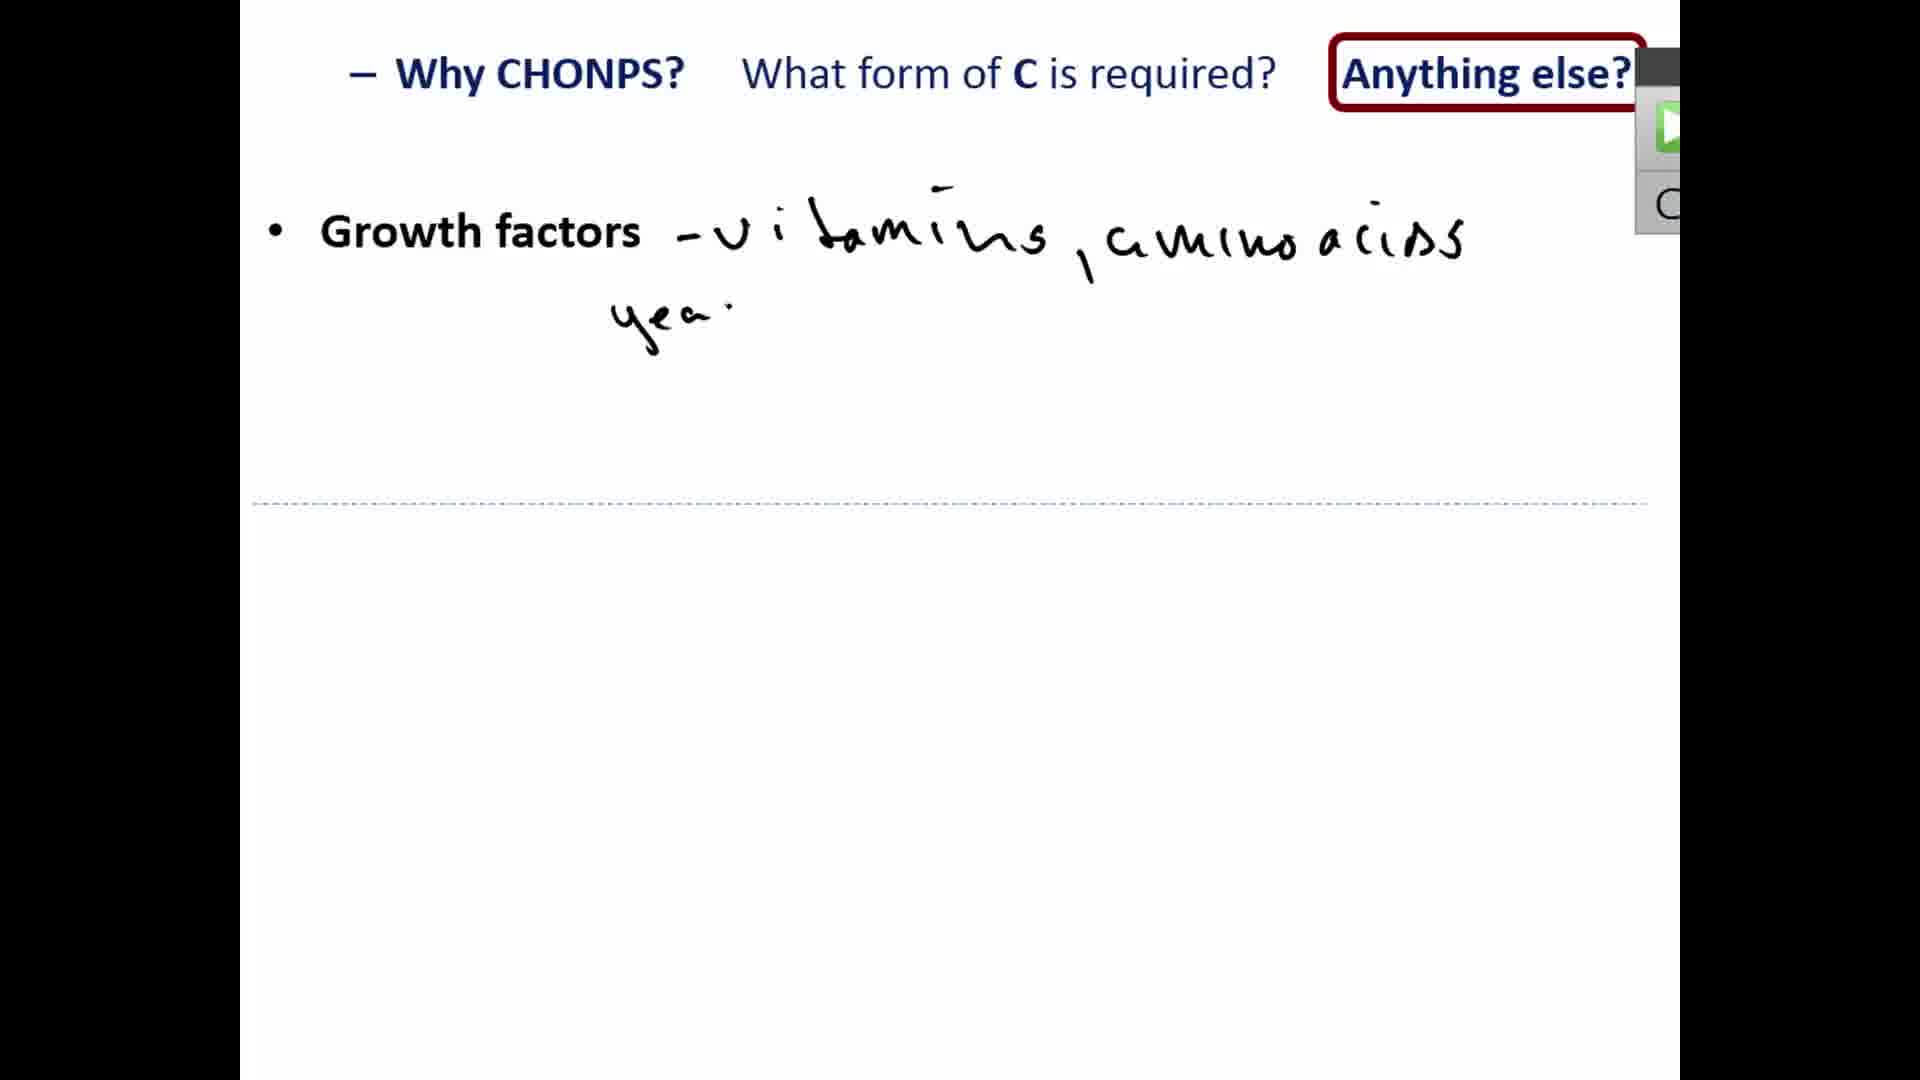 – Why CHONPS? What form of C is required? Anything else?
• Growth factors - vitamins, amino acids
yea